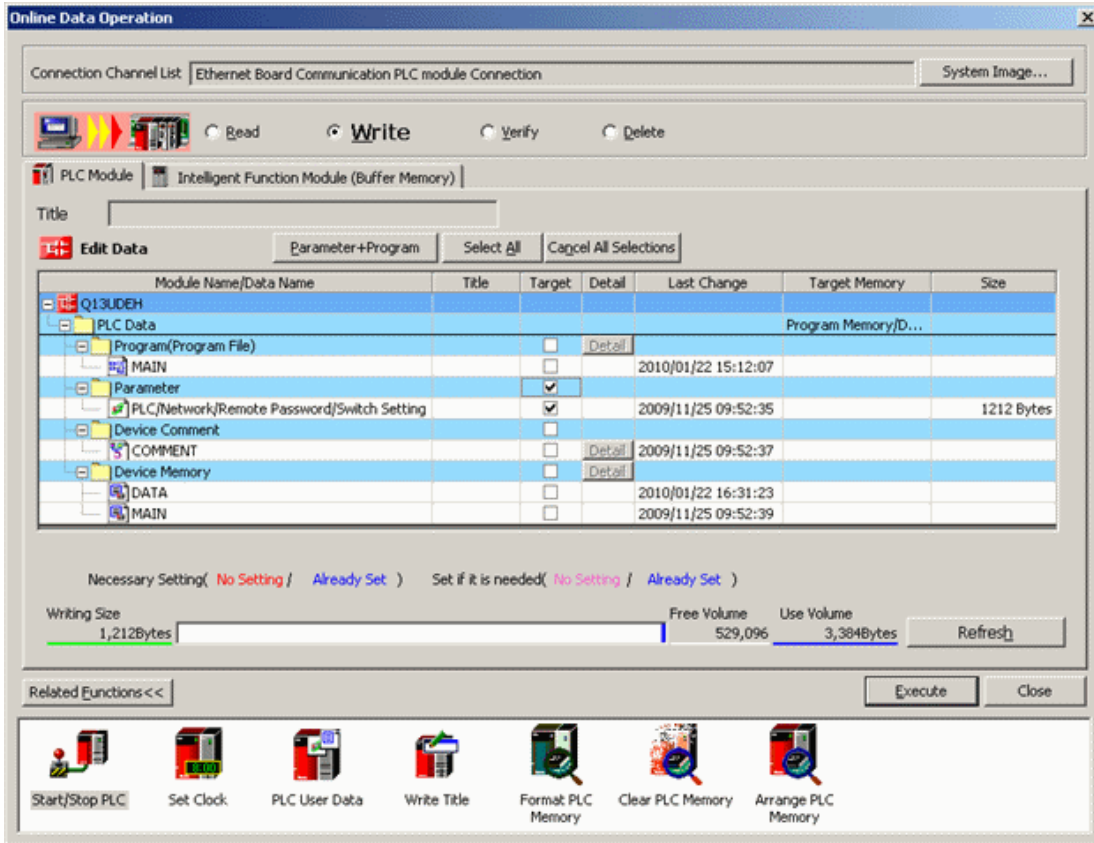 Online Data Operation
Connection Channel List Ethernet Board Communication PLC module Connection System Image...
Read Write Verify Delete
PLC Module Intelligent Function Module (Buffer Memory)
Title
Edit Data Parameter+Program Select All Cancel All Selections
Module Name/Data Name Title Target Detail Last Change Target Memory Size
Q13UDEH
PLC Data Program Memory/D...
Program(Program File) Detail
MAIN 2010/01/22 15:12:07
Parameter
PLC/Network/Remote Password/Switch Setting 2009/11/25 09:52:35 1212 Bytes
Device Comment
COMMENT Detail 2009/11/25 09:52:37
Device Memory Detail
DATA 2010/01/22 16:31:23
MAIN 2009/11/25 09:52:39
Necessary Setting( No Setting / Already Set ) Set if it is needed( No Setting / Already Set )
Writing Size Free Volume Use Volume
1,212Bytes 529,096 3,384Bytes Refresh
Related Functions<< Execute Close
Start/Stop PLC Set Clock PLC User Data Write Title Format PLC Memory Clear PLC Memory Arrange PLC Memory